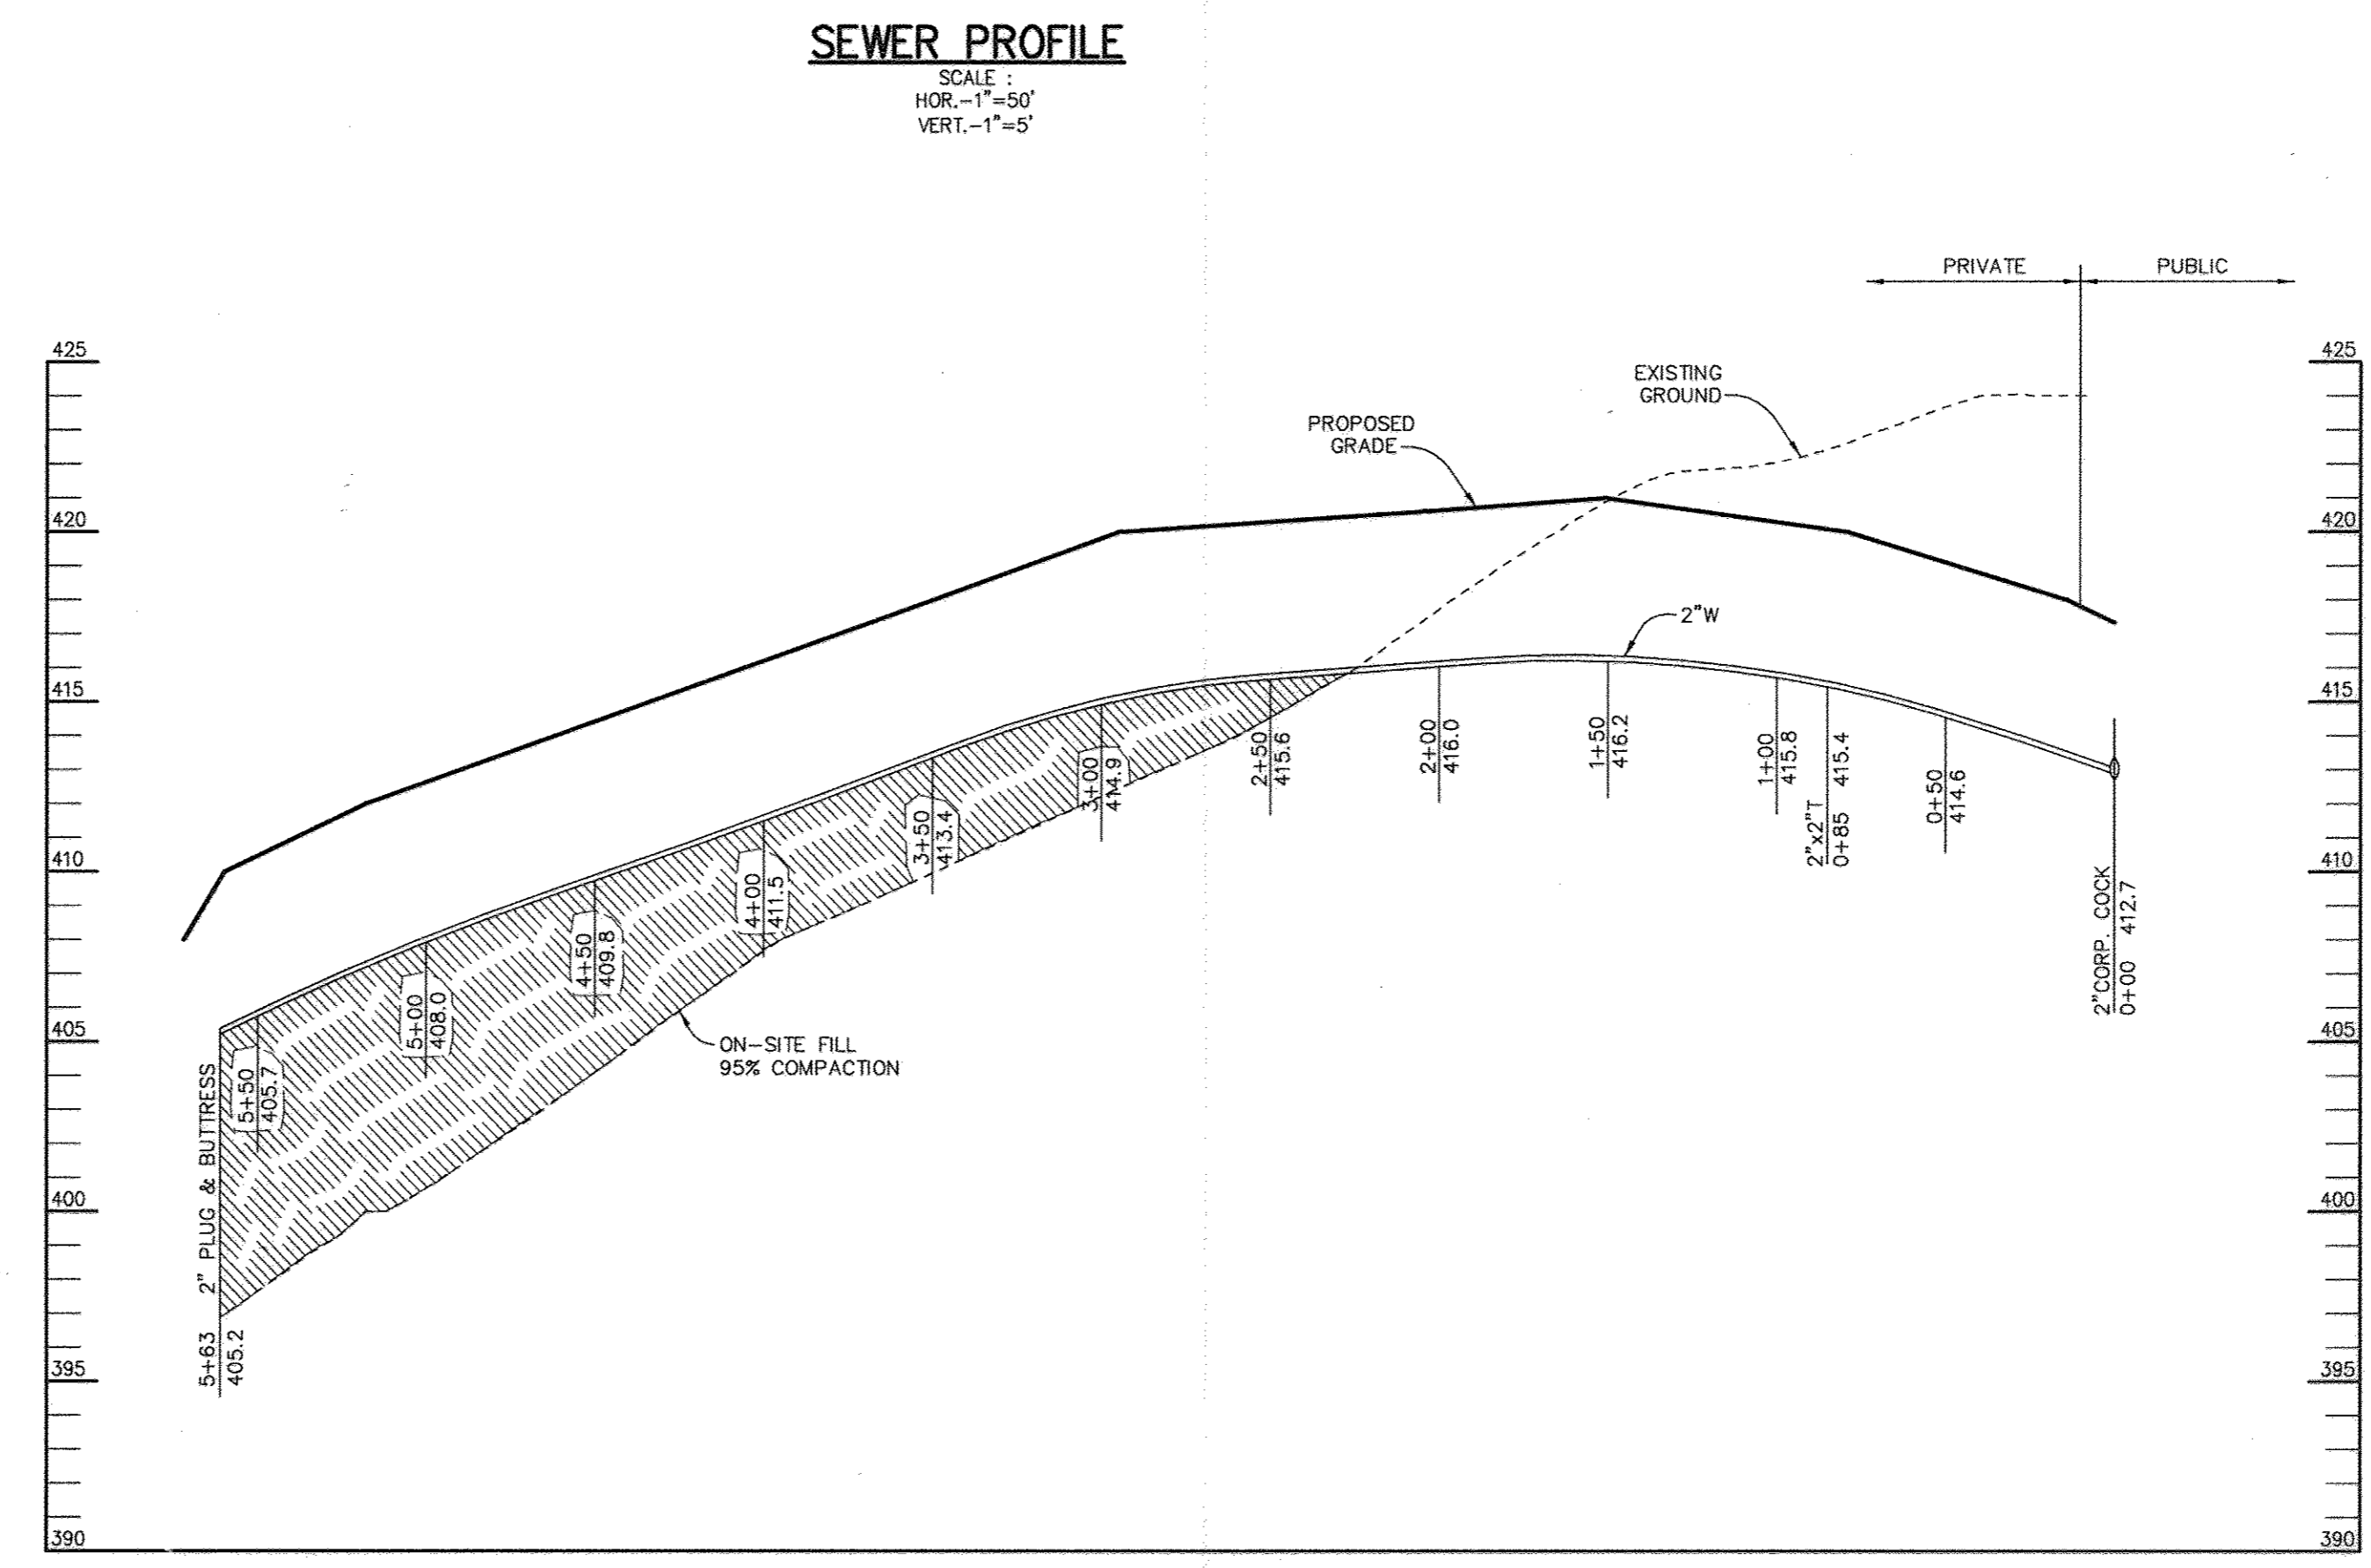 SEWER PROFILE
SCALE :
HOR.-1"=50'
VERT.-1"=5'
PRIVATE
PUBLIC
425
425
EXISTING
GROUND
PROPOSED
GRADE
420
420
2"W
415
415
410
410
405
405
400
400
395
395
390
390
5+63 2" PLUG & BUTTRESS
405.2
5+50
405.7
5+00
408.0
4+50
409.8
4+00
411.5
3+50
413.4
3+00
414.9
2+50
415.6
2+00
416.0
1+50
416.2
1+00
415.8
2"x2"T
0+85 415.4
0+50
414.6
2"CORP. COCK
0+00 412.7
ON-SITE FILL
95% COMPACTION